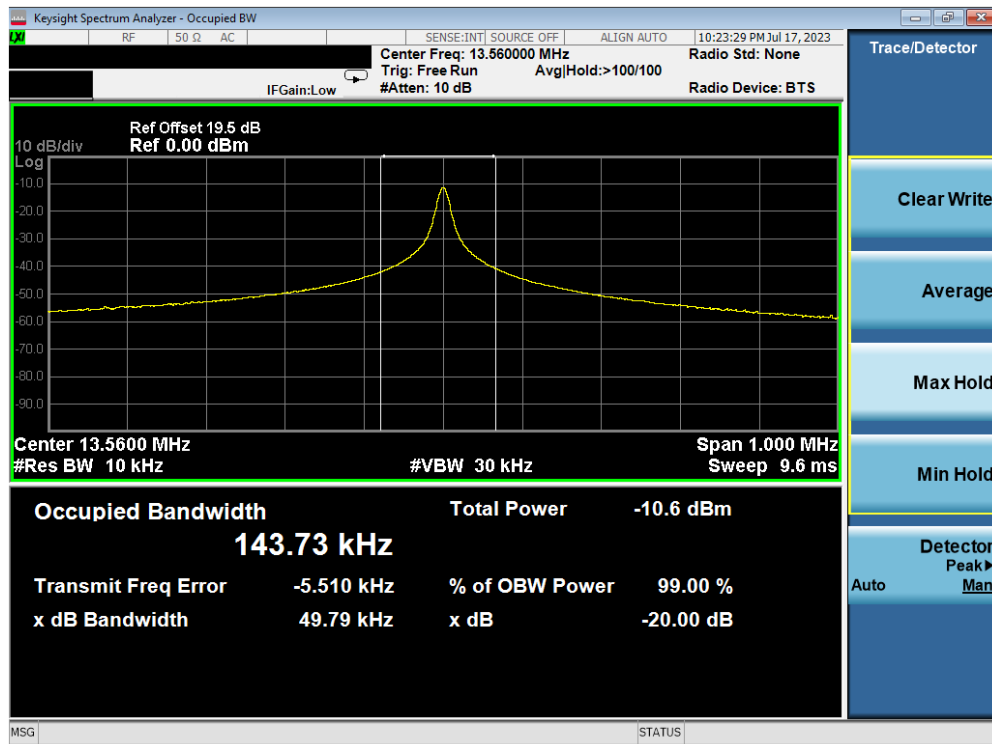 Keysight Spectrum Analyzer - Occupied BW
LXI RF 50 Ω AC SENSE:INT SOURCE OFF ALIGN AUTO 10:23:29 PM Jul 17, 2023
Center Freq: 13.560000 MHz Radio Std: None
Trig: Free Run Avg|Hold:>100/100
IFGain:Low #Atten: 10 dB Radio Device: BTS
Trace/Detector
Ref Offset 19.5 dB
10 dB/div Ref 0.00 dBm
Log
-10.0
-20.0
-30.0
-40.0
-50.0
-60.0
-70.0
-80.0
-90.0
Center 13.5600 MHz Span 1.000 MHz
#Res BW 10 kHz #VBW 30 kHz Sweep 9.6 ms
Occupied Bandwidth Total Power -10.6 dBm
143.73 kHz
Transmit Freq Error -5.510 kHz % of OBW Power 99.00 %
x dB Bandwidth 49.79 kHz x dB -20.00 dB
Clear Write
Average
Max Hold
Min Hold
Detector
Peak
Auto Man
MSG STATUS